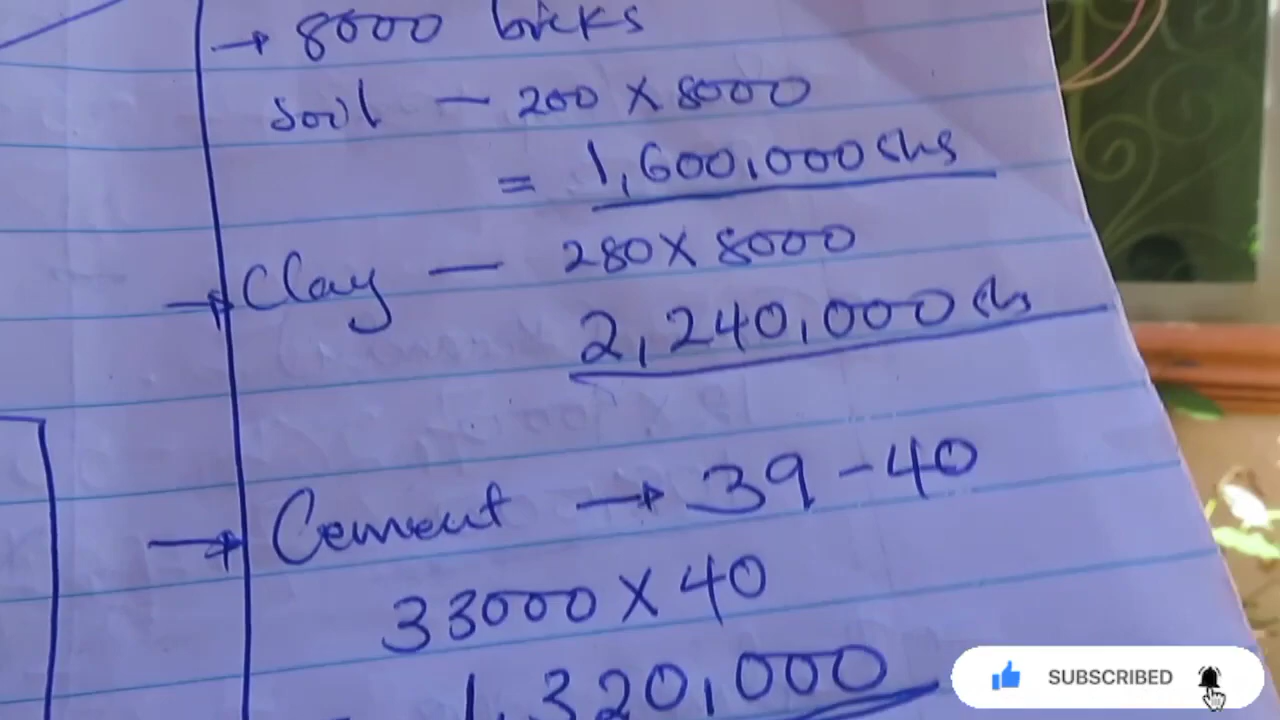 → 8000 bricks
Soil — 200 X 8000
= 1,600,000 shs
→ Clay — 280 X 8000
2,240,000 shs
→ Cement → 39 - 40
33000 X 40
= 1,320,000
SUBSCRIBED